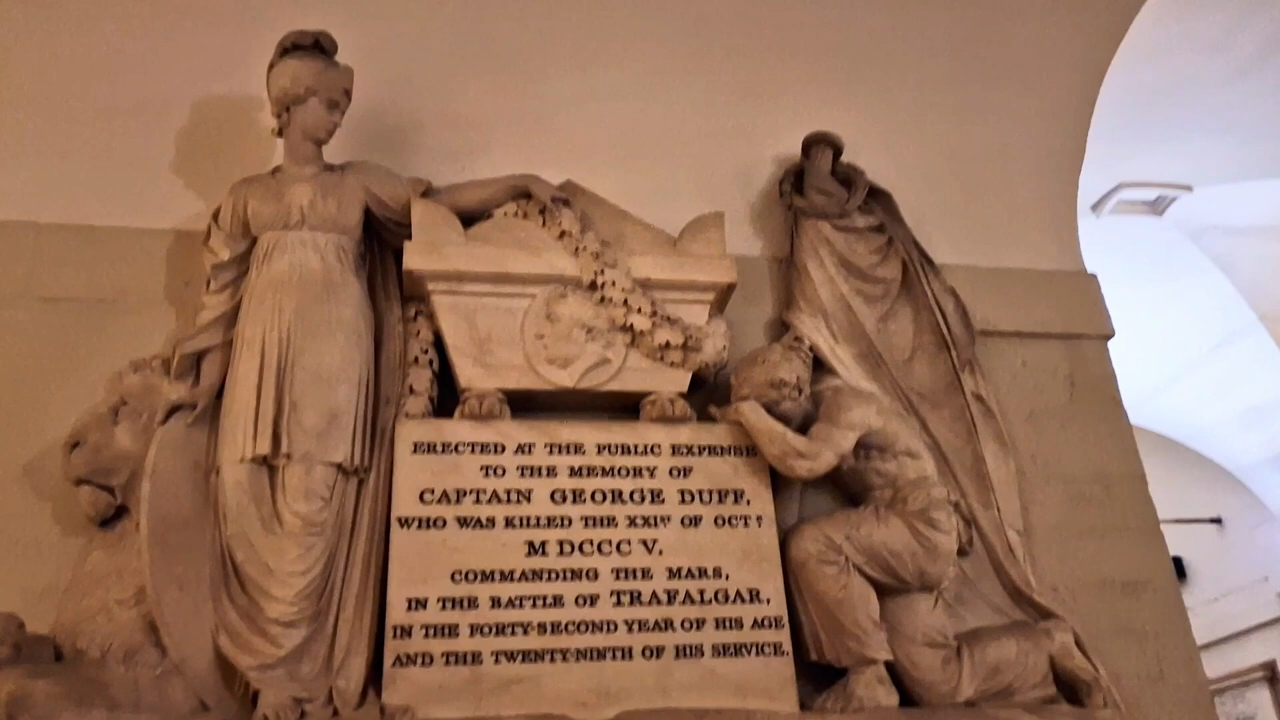 ERECTED AT THE PUBLIC EXPENSE
TO THE MEMORY OF
CAPTAIN GEORGE DUFF,
WHO WAS KILLED THE XXIST OF OCTR
MDCCCV.
COMMANDING THE MARS,
IN THE BATTLE OF TRAFALGAR,
IN THE FORTY-SECOND YEAR OF HIS AGE
AND THE TWENTY-NINTH OF HIS SERVICE.